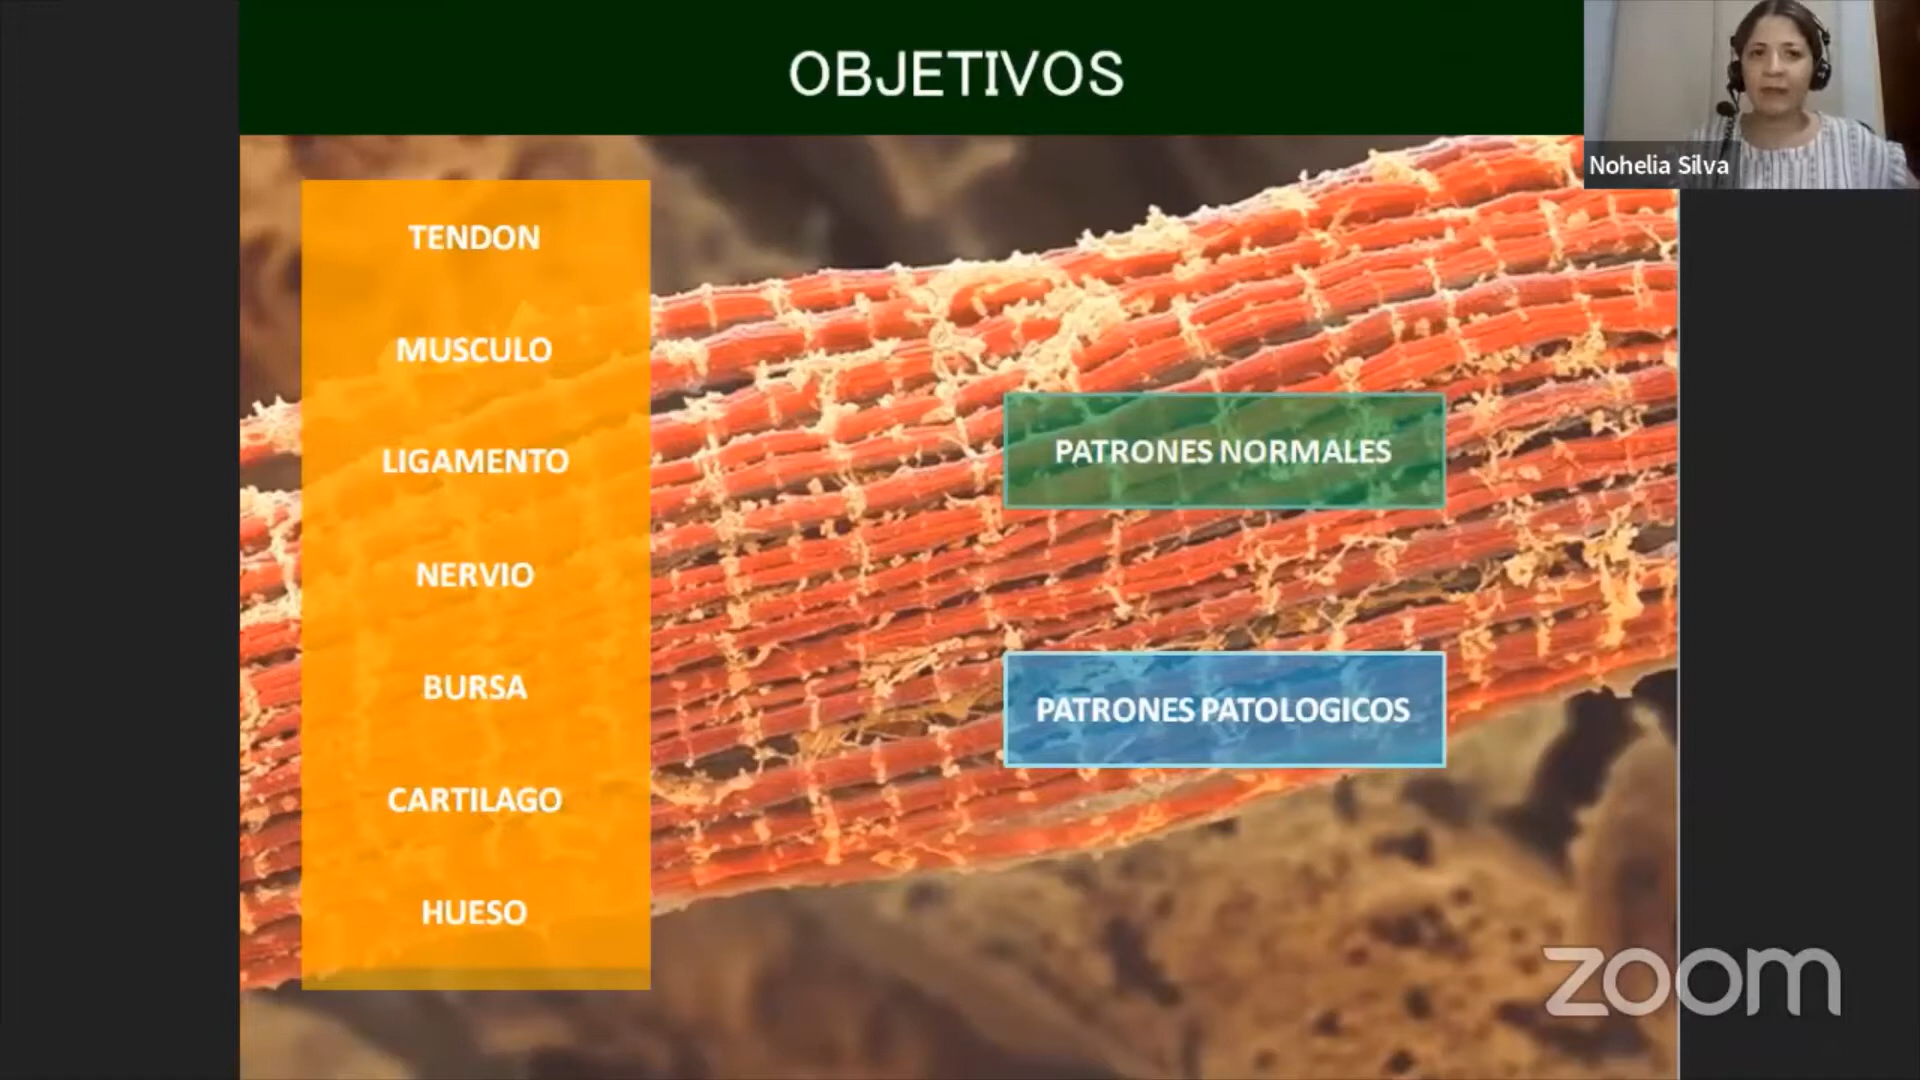 OBJETIVOS
Nohelia Silva
TENDON
MUSCULO
LIGAMENTO
NERVIO
BURSA
CARTILAGO
HUESO
PATRONES NORMALES
PATRONES PATOLOGICOS
zoom